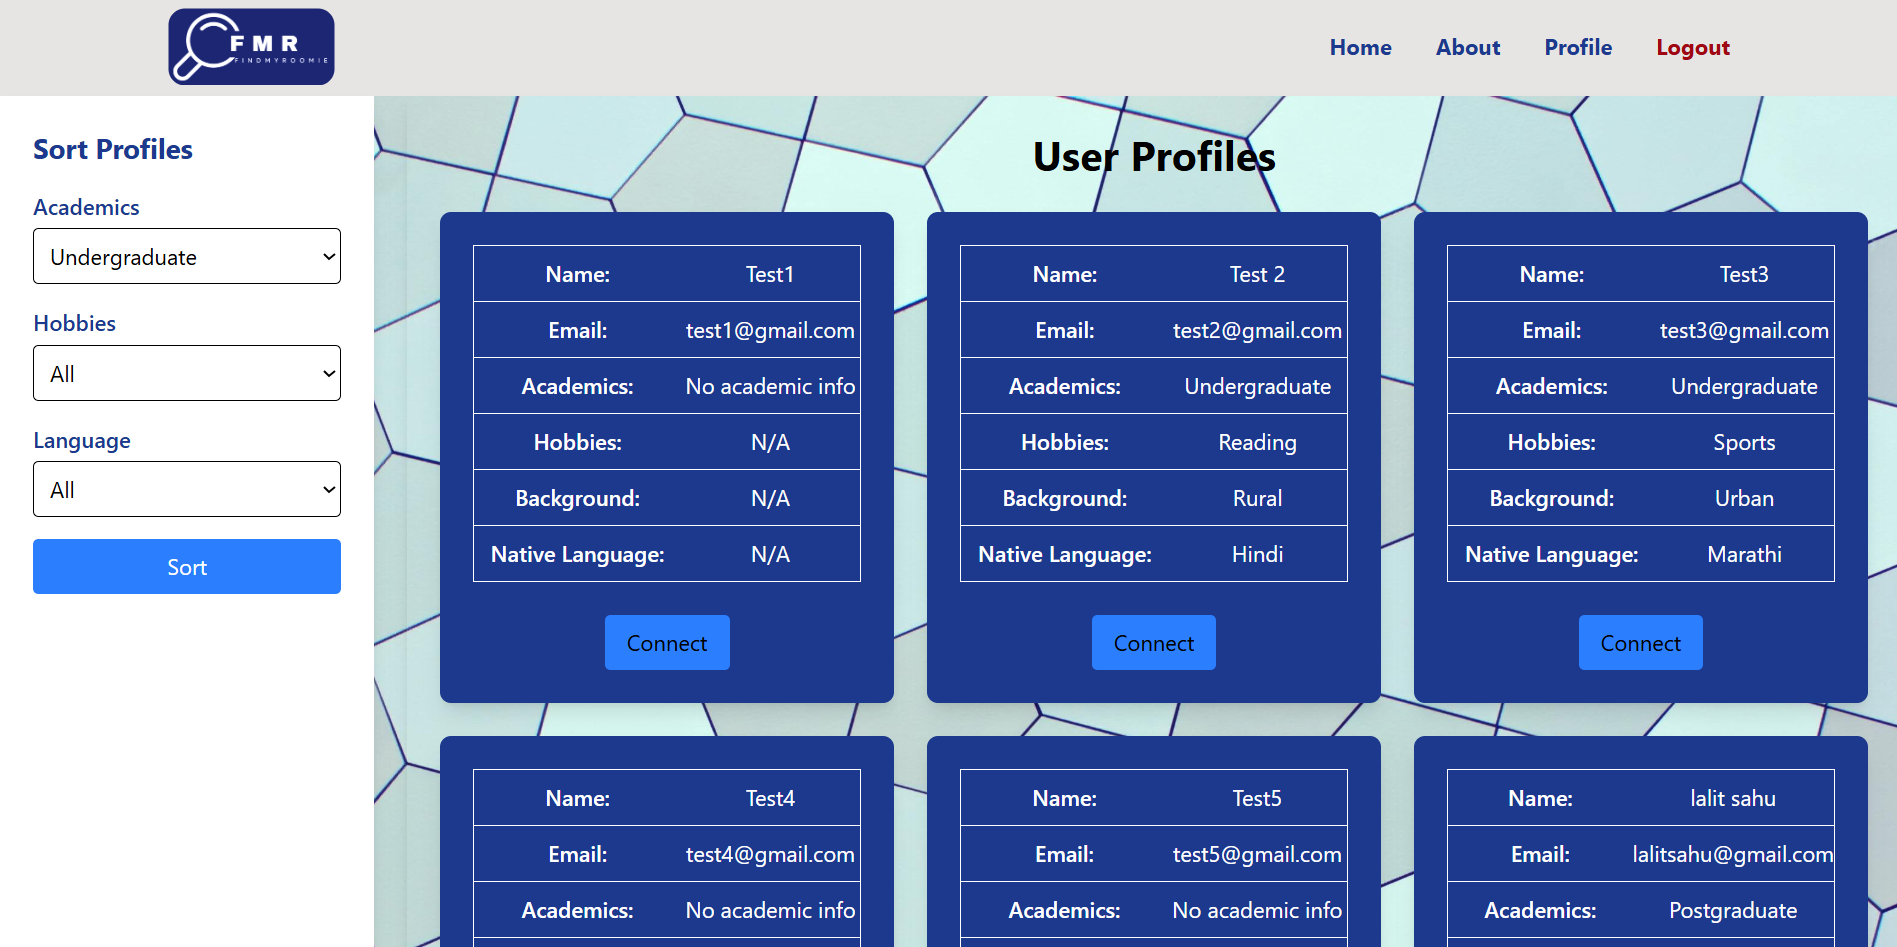 FMR
FINDMYROOMIE
Home About Profile Logout
Sort Profiles
Academics
Undergraduate
Hobbies
All
Language
All
Sort
User Profiles
Name: Test1
Email: test1@gmail.com
Academics: No academic info
Hobbies: N/A
Background: N/A
Native Language: N/A
Connect
Name: Test 2
Email: test2@gmail.com
Academics: Undergraduate
Hobbies: Reading
Background: Rural
Native Language: Hindi
Connect
Name: Test3
Email: test3@gmail.com
Academics: Undergraduate
Hobbies: Sports
Background: Urban
Native Language: Marathi
Connect
Name: Test4
Email: test4@gmail.com
Academics: No academic info
Name: Test5
Email: test5@gmail.com
Academics: No academic info
Name: lalit sahu
Email: lalitsahu@gmail.com
Academics: Postgraduate